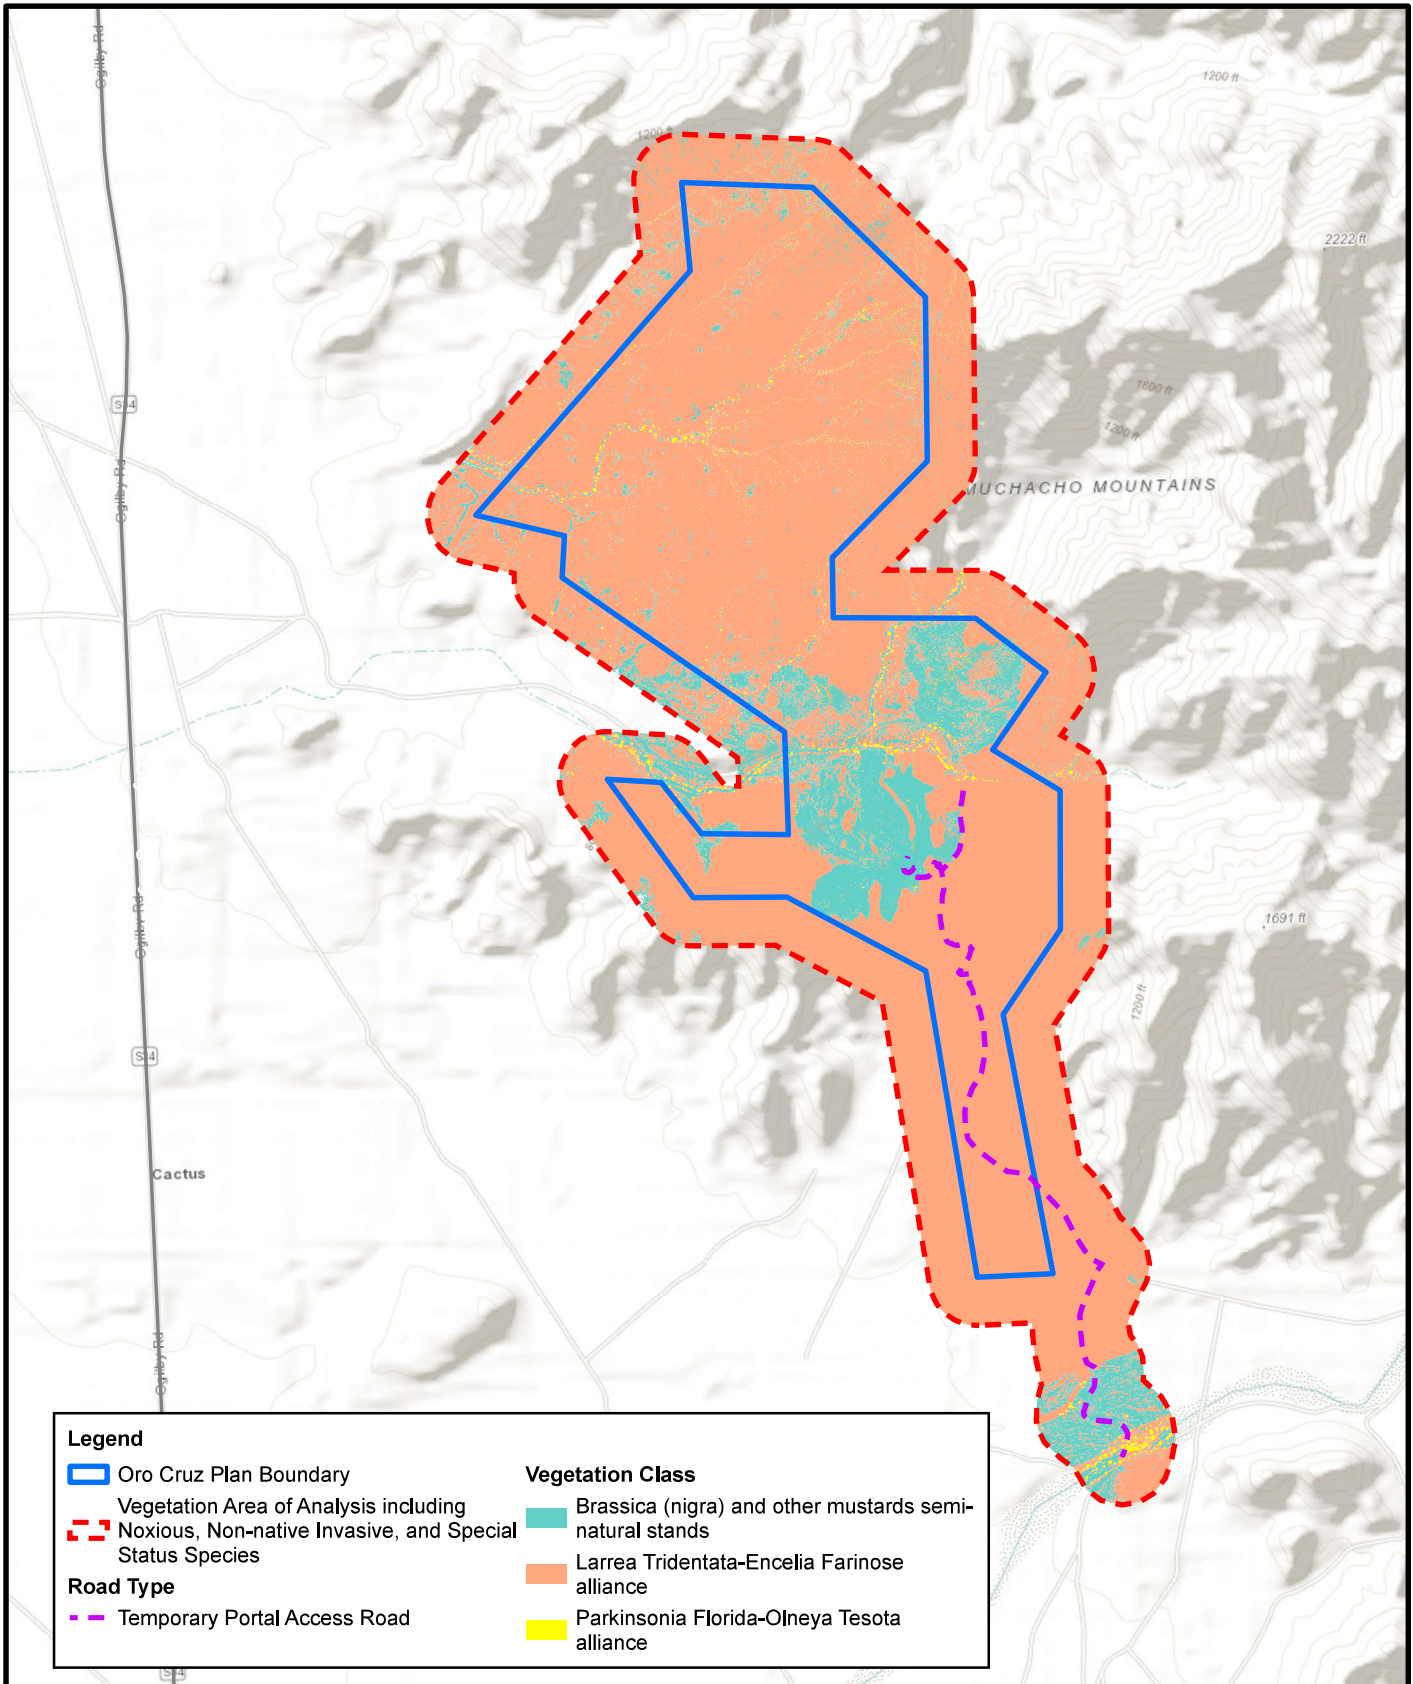 Ogilby Rd
1200 ft
1200 ft
2222 ft
1600 ft
S34
1200 ft
Ogilby Rd
MUCHACHO MOUNTAINS
Ogilby Rd
1691 ft
1200 ft
S34
Cactus
Ogilby Rd
Legend
Oro Cruz Plan Boundary
Vegetation Area of Analysis including
Noxious, Non-native Invasive, and Special
Status Species
Road Type
Temporary Portal Access Road
Vegetation Class
Brassica (nigra) and other mustards semi-
natural stands
Larrea Tridentata-Encelia Farinose
alliance
Parkinsonia Florida-Olneya Tesota
alliance
S34